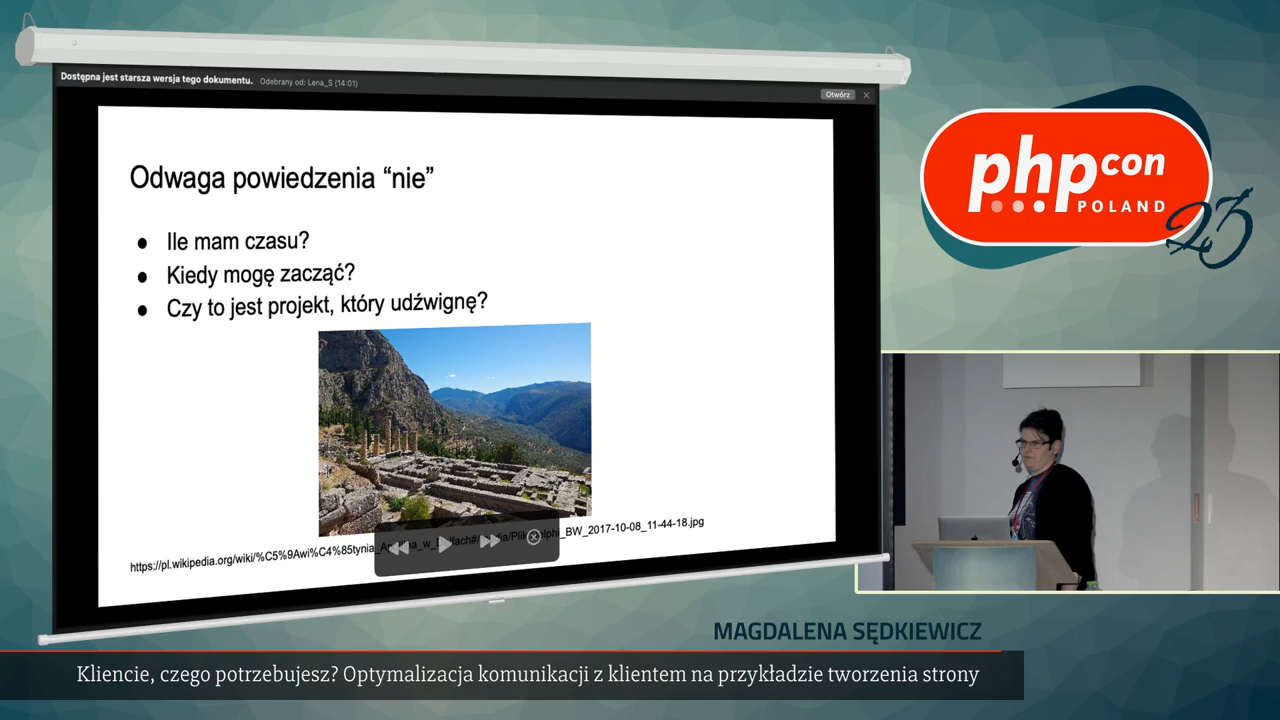 Dostępna jest starsza wersja tego dokumentu. Odebrany od: Lena_S (14:01)
Otwórz
Odwaga powiedzenia “nie”
● Ile mam czasu?
● Kiedy mogę zacząć?
● Czy to jest projekt, który udźwignę?
https://pl.wikipedia.org/wiki/%C5%9Awi%C4%85tynia
BW_2017-10-08_11-44-18.jpg
phpcon
POLAND
23
MAGDALENA SĘDKIEWICZ
Kliencie, czego potrzebujesz? Optymalizacja komunikacji z klientem na przykładzie tworzenia strony